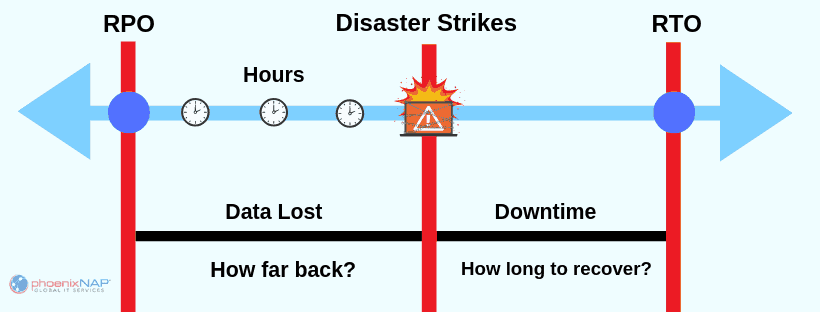 RPO
Disaster Strikes
RTO
Hours
Data Lost
Downtime
How far back?
How long to recover?
phoenixNAP
GLOBAL IT SERVICES